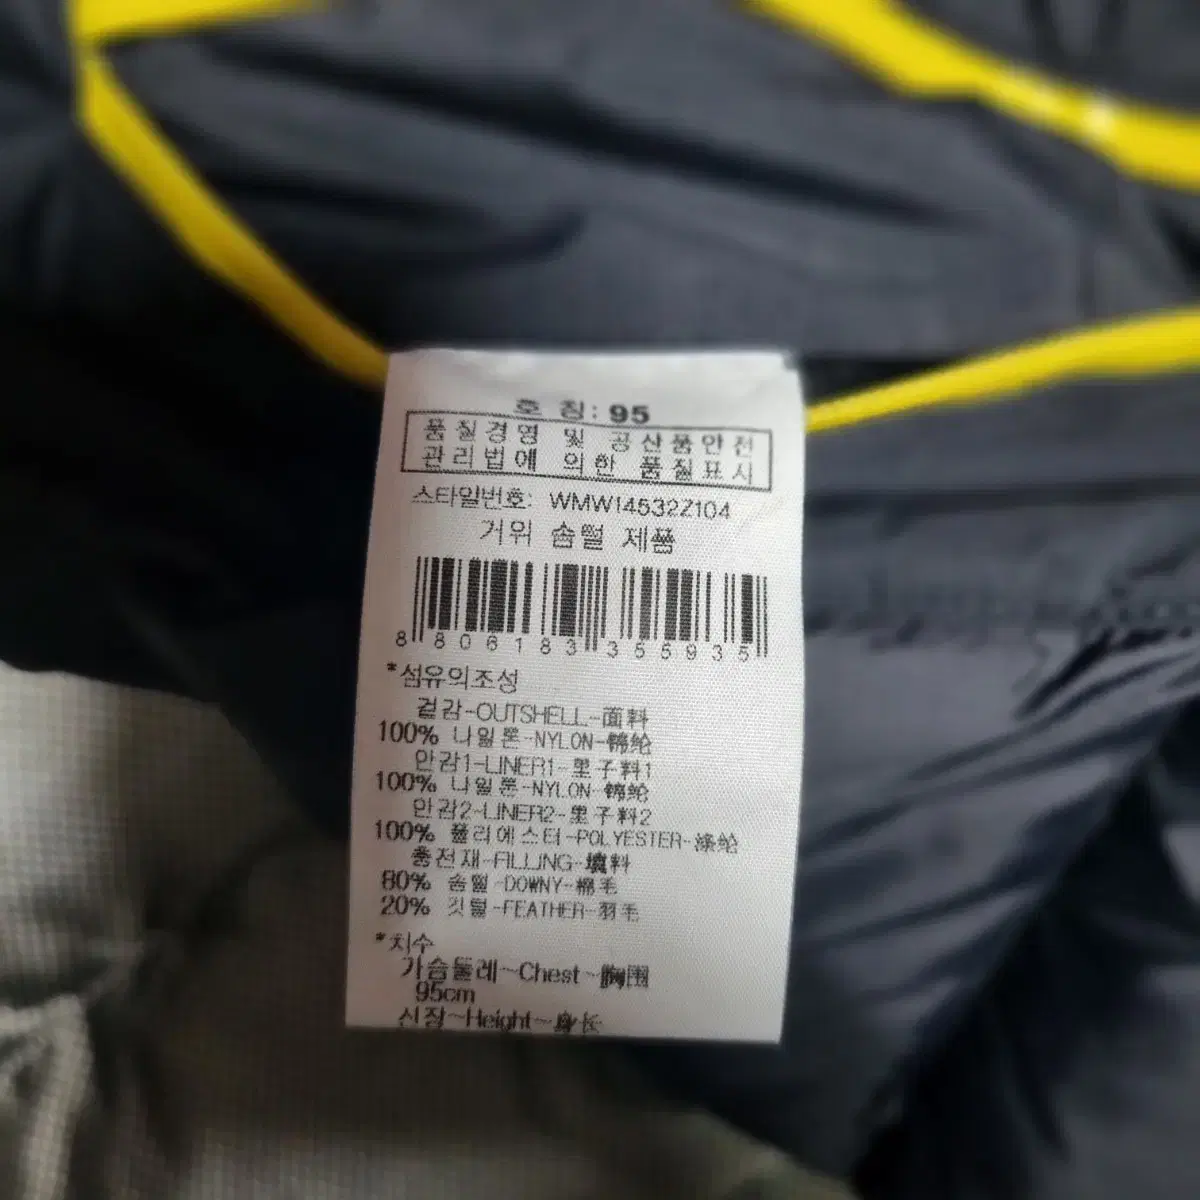 호 칭: 95
품질경영 및 공산품안전
관리법에 의한 품질표시
스타일번호: WMW14532Z104
거위 솜털 제품
8 806183 355935
*섬유의조성
겉감-OUTSHELL-面料
100% 나일론-NYLON-锦纶
안감1-LINER1-里子料1
100% 나일론-NYLON-锦纶
안감2-LINER2-里子料2
100% 폴리에스터-POLYESTER-涤纶
충전재-FILLING-填料
80% 솜털-DOWNY-棉毛
20% 깃털-FEATHER-羽毛
*치수
가슴둘레~Chest~胸围
95cm
신장~Height~身长